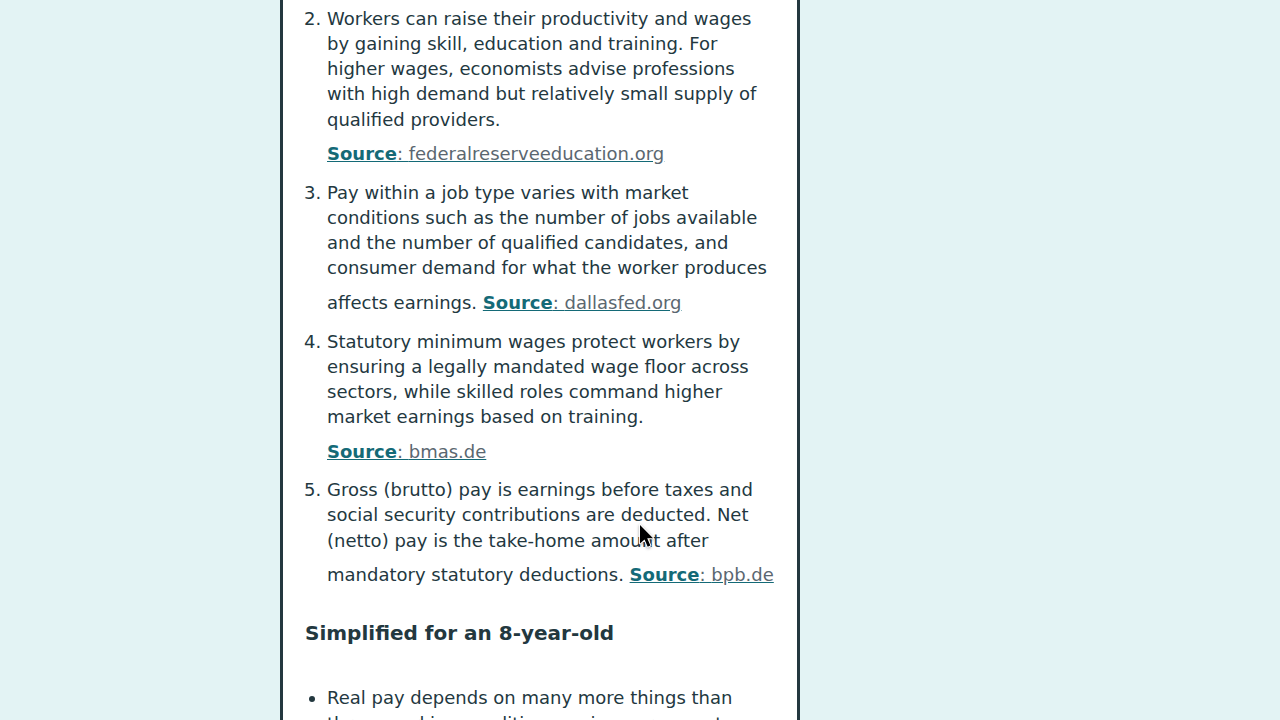 2. Workers can raise their productivity and wages
by gaining skill, education and training. For
higher wages, economists advise professions
with high demand but relatively small supply of
qualified providers.
Source: federalreserveeducation.org
3. Pay within a job type varies with market
conditions such as the number of jobs available
and the number of qualified candidates, and
consumer demand for what the worker produces
affects earnings. Source: dallasfed.org
4. Statutory minimum wages protect workers by
ensuring a legally mandated wage floor across
sectors, while skilled roles command higher
market earnings based on training.
Source: bmas.de
5. Gross (brutto) pay is earnings before taxes and
social security contributions are deducted. Net
(netto) pay is the take-home amount after
mandatory statutory deductions. Source: bpb.de
Simplified for an 8-year-old
• Real pay depends on many more things than